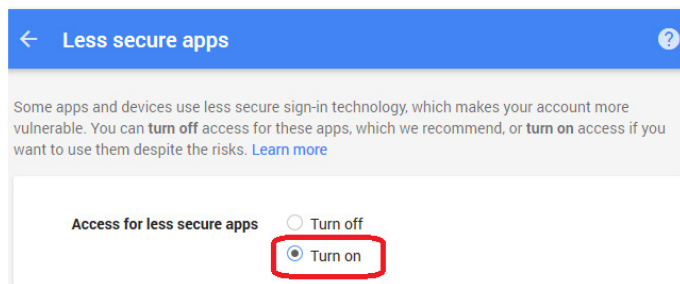 Less secure apps
Some apps and devices use less secure sign-in technology, which makes your account more
vulnerable. You can turn off access for these apps, which we recommend, or turn on access if you
want to use them despite the risks. Learn more
Access for less secure apps
Turn off
Turn on